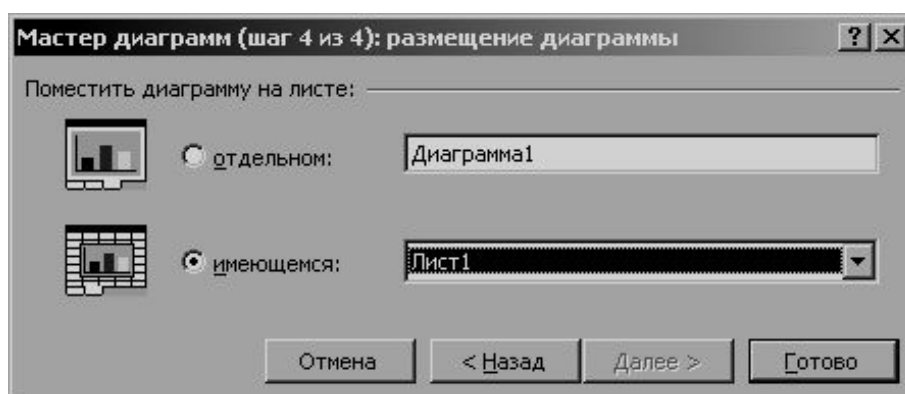 Мастер диаграмм (шаг 4 из 4): размещение диаграммы
Поместить диаграмму на листе:
отдельном: Диаграмма1
имеющемся: Лист1
Отмена < Назад Далее > Готово